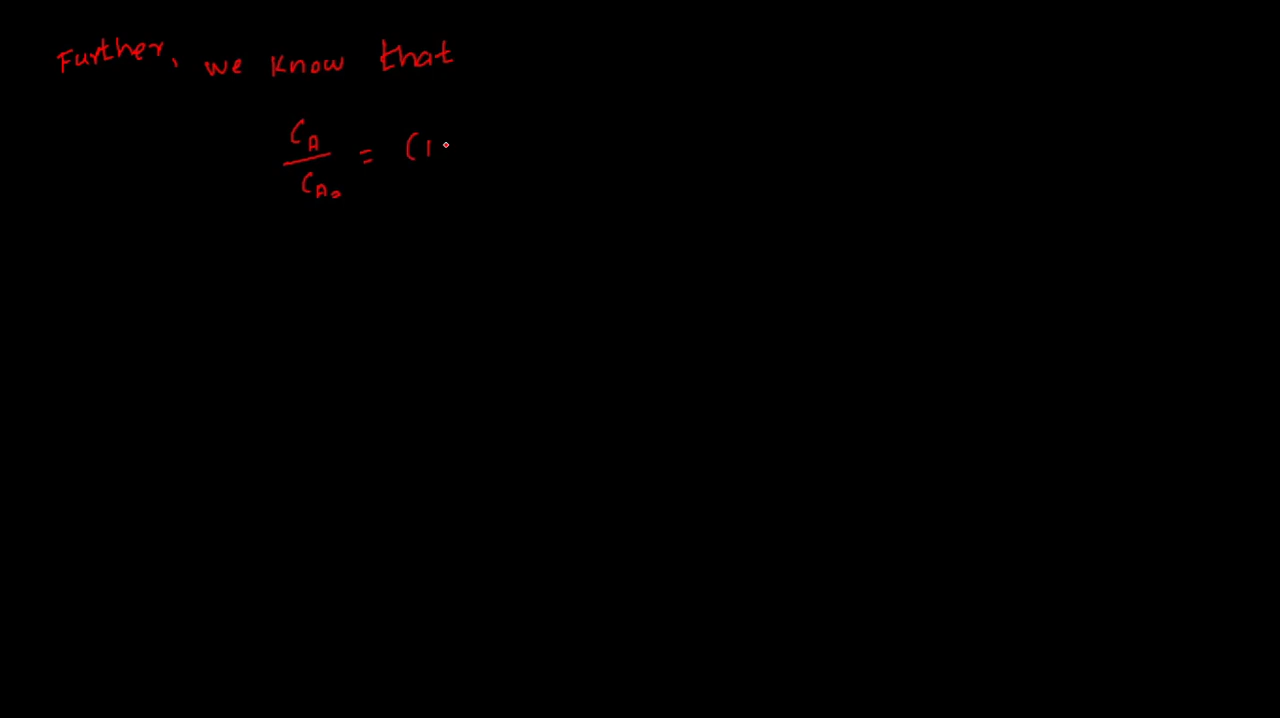 Further, we know that
C_A / C_A0 = (1